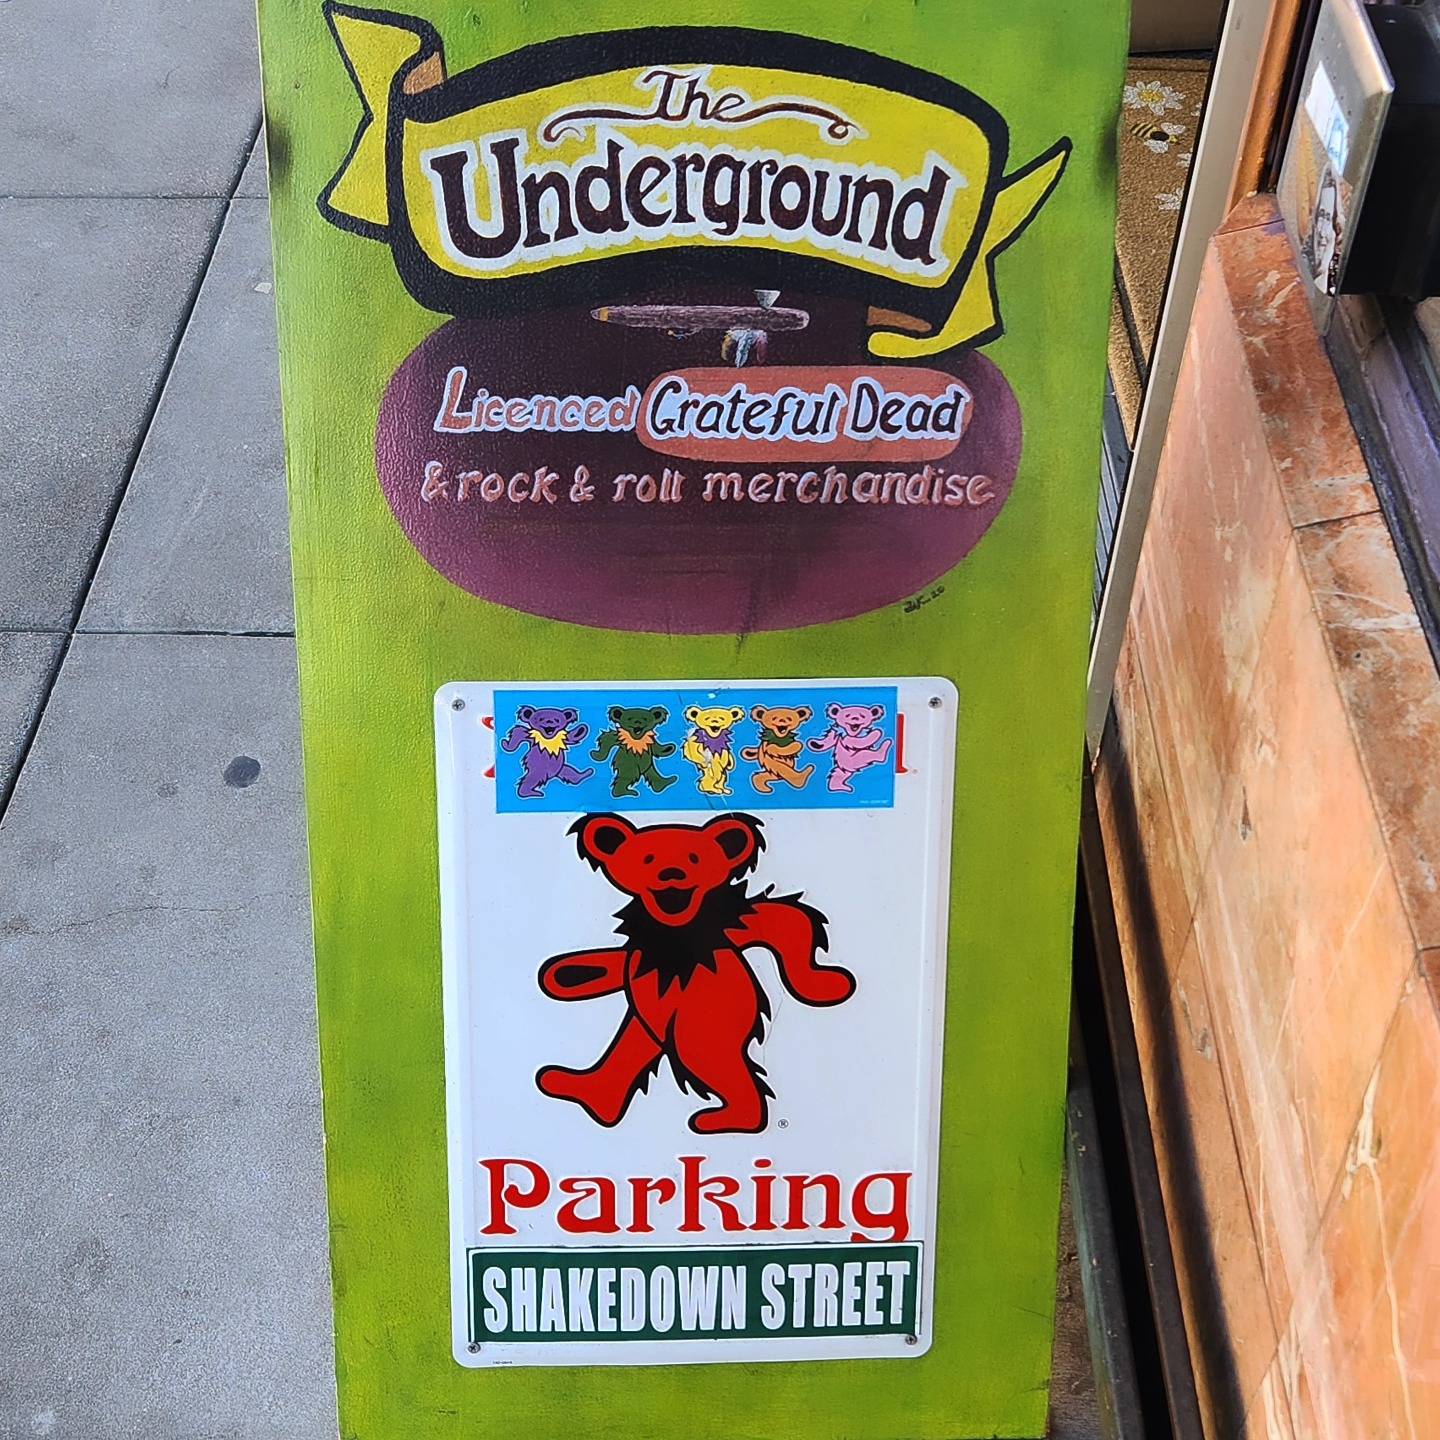 The
Underground
Licenced Grateful Dead
& rock & roll merchandise
Parking
SHAKEDOWN STREET